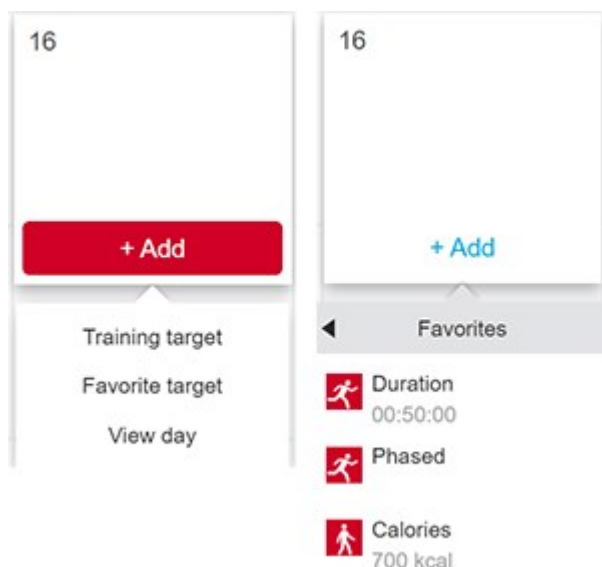 16
+ Add
Training target
Favorite target
View day
16
+ Add
Favorites
Duration
00:50:00
Phased
Calories
700 kcal